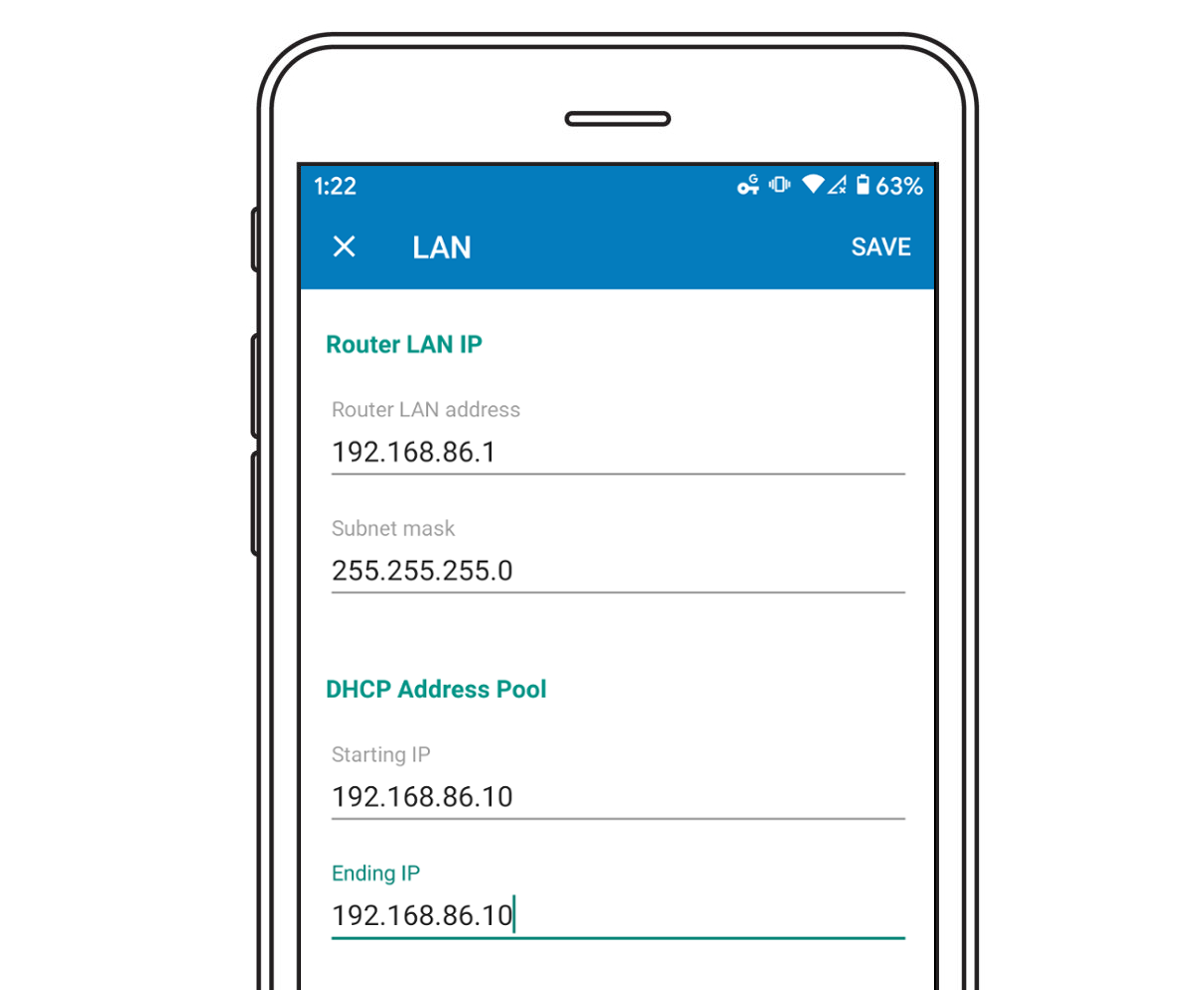 1:22 G 63%
LAN SAVE
Router LAN IP
Router LAN address
192.168.86.1
Subnet mask
255.255.255.0
DHCP Address Pool
Starting IP
192.168.86.10
Ending IP
192.168.86.10